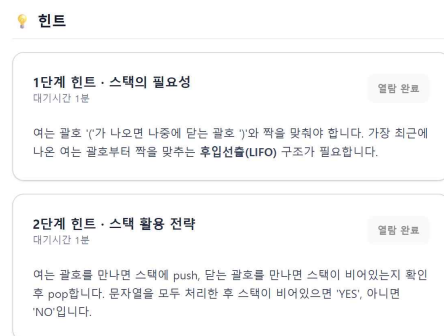 💡 힌트
1단계 힌트 · 스택의 필요성
대기시간 1분
열람 완료
여는 괄호 '('가 나오면 나중에 닫는 괄호 ')'와 짝을 맞춰야 합니다. 가장 최근에
나온 여는 괄호부터 짝을 맞추는 후입선출(LIFO) 구조가 필요합니다.
2단계 힌트 · 스택 활용 전략
대기시간 1분
열람 완료
여는 괄호를 만나면 스택에 push, 닫는 괄호를 만나면 스택이 비어있는지 확인
후 pop합니다. 문자열을 모두 처리한 후 스택이 비어있으면 'YES', 아니면
'NO'입니다.